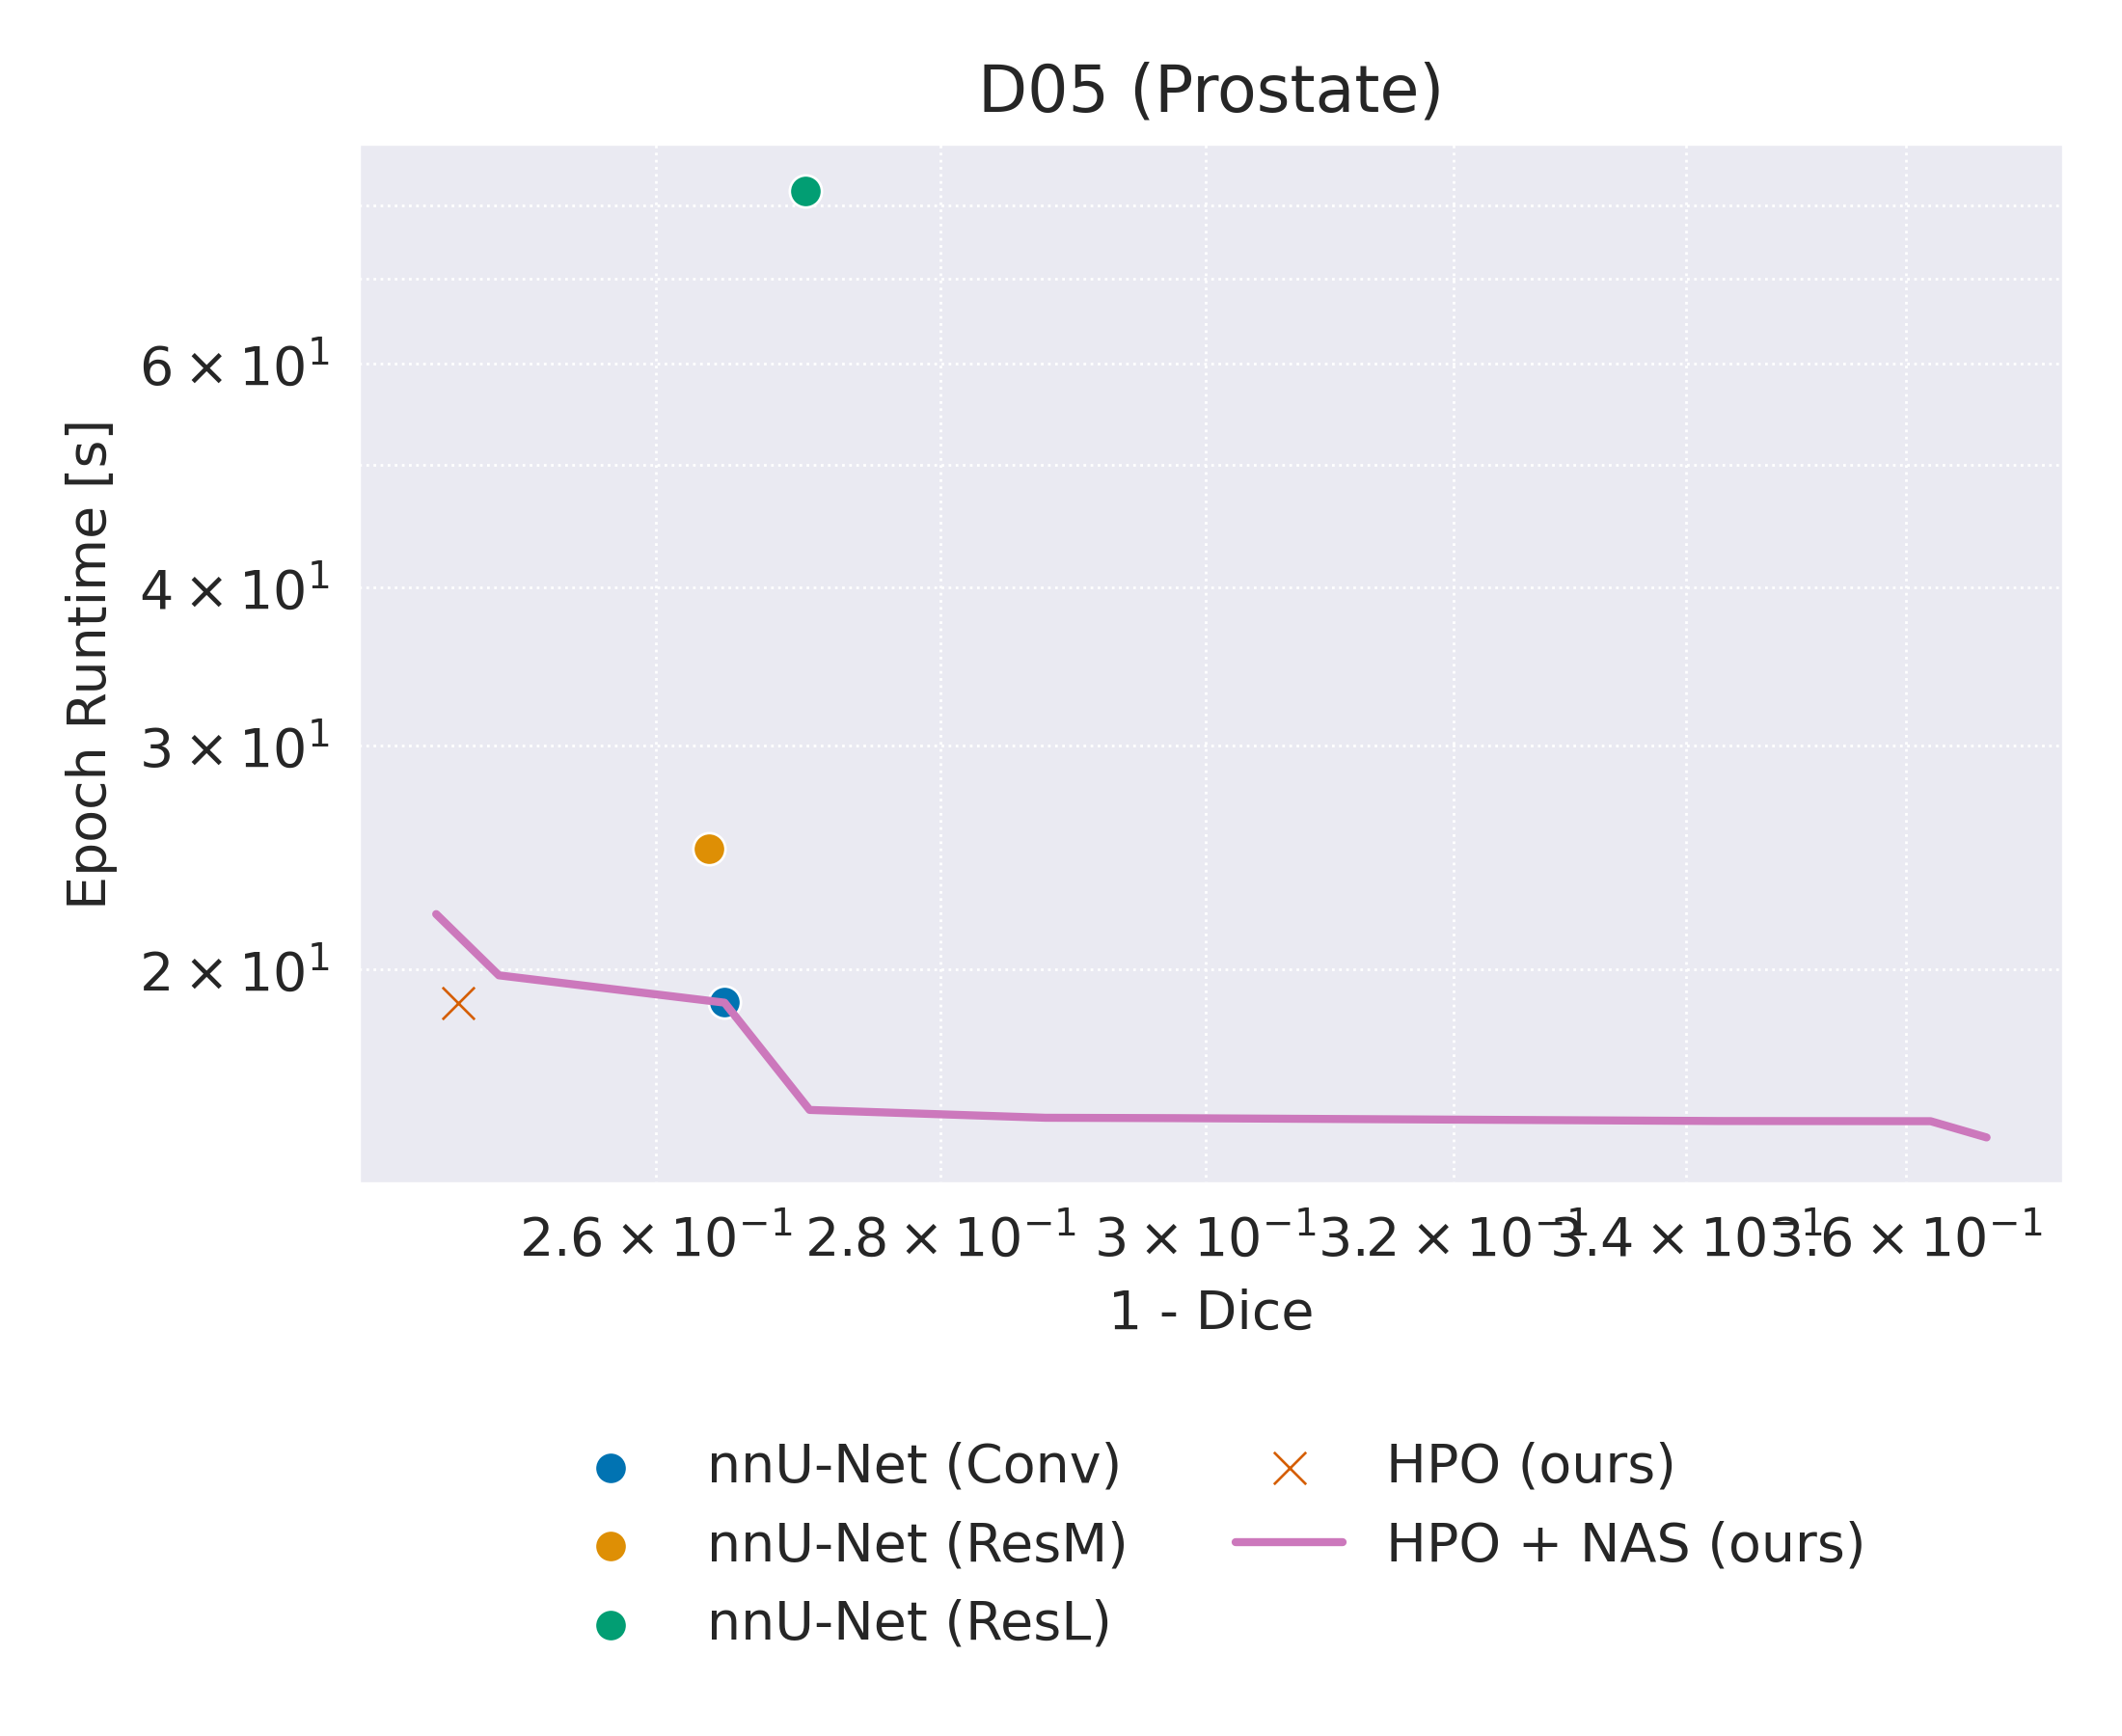 D05 (Prostate)
Epoch Runtime [s]
6 × 10¹
4 × 10¹
3 × 10¹
2 × 10¹
2.6 × 10⁻¹ 2.8 × 10⁻¹ 3 × 10⁻¹ 3.2 × 10⁻¹ 3.4 × 10⁻¹ 3.6 × 10⁻¹
1 - Dice
nnU-Net (Conv)
nnU-Net (ResM)
nnU-Net (ResL)
HPO (ours)
HPO + NAS (ours)